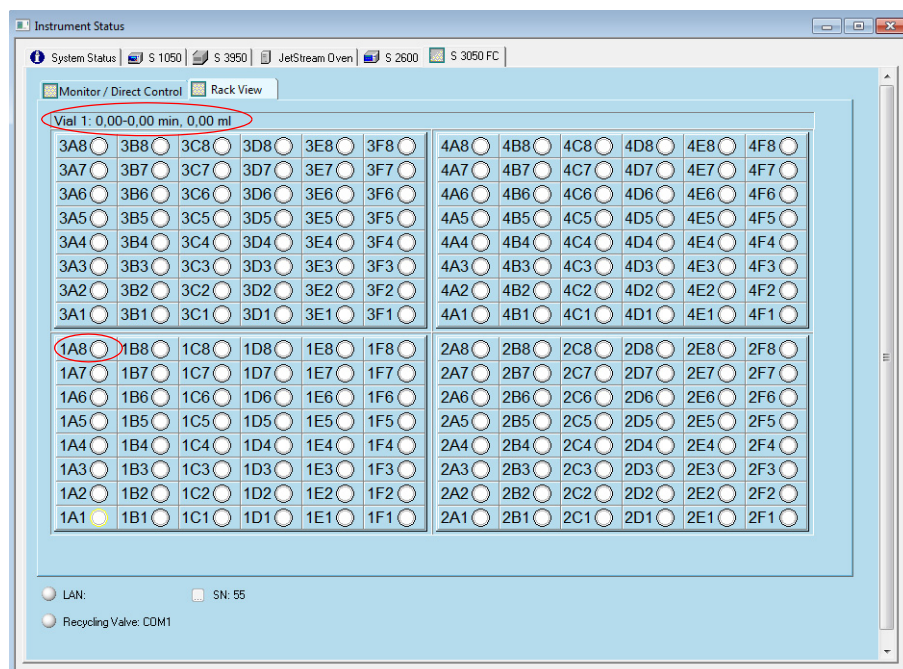 Instrument Status
System Status S 1050 S 3950 JetStream Oven S 2600 S 3050 FC
Monitor / Direct Control Rack View
Vial 1: 0,00-0,00 min, 0,00 ml
3A8 3B8 3C8 3D8 3E8 3F8 4A8 4B8 4C8 4D8 4E8 4F8
3A7 3B7 3C7 3D7 3E7 3F7 4A7 4B7 4C7 4D7 4E7 4F7
3A6 3B6 3C6 3D6 3E6 3F6 4A6 4B6 4C6 4D6 4E6 4F6
3A5 3B5 3C5 3D5 3E5 3F5 4A5 4B5 4C5 4D5 4E5 4F5
3A4 3B4 3C4 3D4 3E4 3F4 4A4 4B4 4C4 4D4 4E4 4F4
3A3 3B3 3C3 3D3 3E3 3F3 4A3 4B3 4C3 4D3 4E3 4F3
3A2 3B2 3C2 3D2 3E2 3F2 4A2 4B2 4C2 4D2 4E2 4F2
3A1 3B1 3C1 3D1 3E1 3F1 4A1 4B1 4C1 4D1 4E1 4F1
1A8 1B8 1C8 1D8 1E8 1F8 2A8 2B8 2C8 2D8 2E8 2F8
1A7 1B7 1C7 1D7 1E7 1F7 2A7 2B7 2C7 2D7 2E7 2F7
1A6 1B6 1C6 1D6 1E6 1F6 2A6 2B6 2C6 2D6 2E6 2F6
1A5 1B5 1C5 1D5 1E5 1F5 2A5 2B5 2C5 2D5 2E5 2F5
1A4 1B4 1C4 1D4 1E4 1F4 2A4 2B4 2C4 2D4 2E4 2F4
1A3 1B3 1C3 1D3 1E3 1F3 2A3 2B3 2C3 2D3 2E3 2F3
1A2 1B2 1C2 1D2 1E2 1F2 2A2 2B2 2C2 2D2 2E2 2F2
1A1 1B1 1C1 1D1 1E1 1F1 2A1 2B1 2C1 2D1 2E1 2F1
LAN: SN: 55
Recycling Valve: COM1